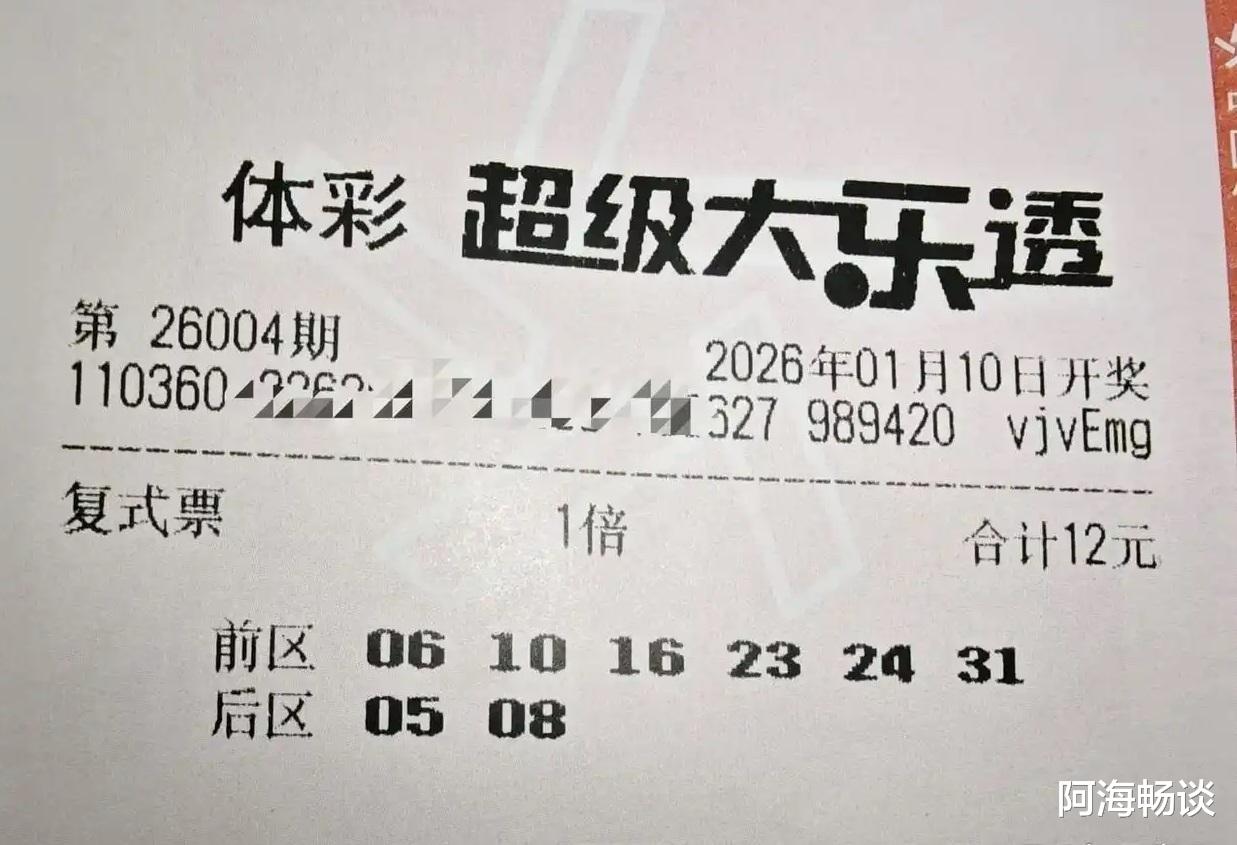 体彩 超级大乐透
第 26004期
2026年01月10日开奖
110360 627 989420 vjvEmg
复式票 1倍 合计12元
前区 06 10 16 23 24 31
后区 05 08
阿海畅谈